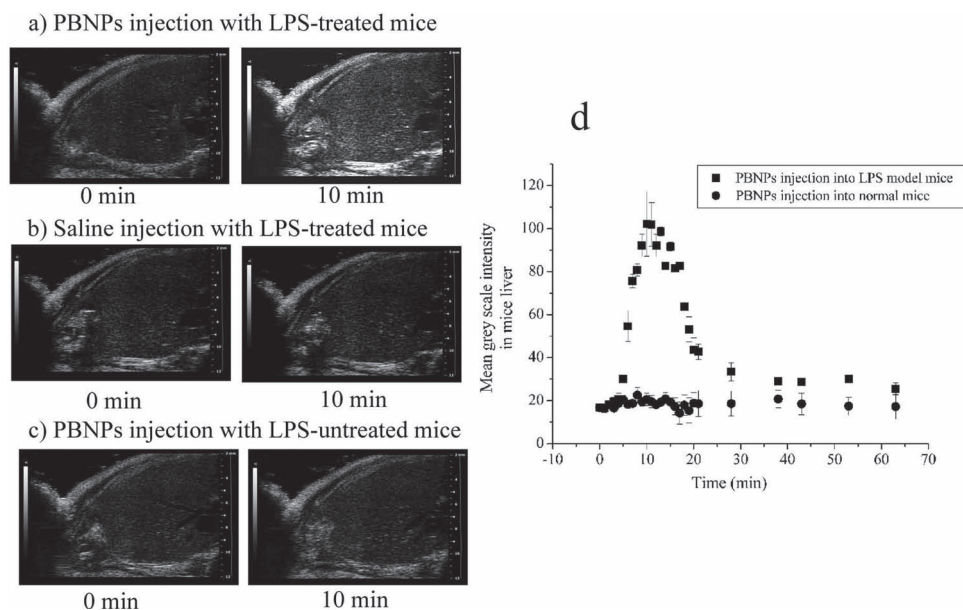 a) PBNPs injection with LPS-treated mice
0 min
10 min
b) Saline injection with LPS-treated mice
0 min
10 min
c) PBNPs injection with LPS-untreated mice
0 min
10 min
d
PBNPs injection into LPS model mice
PBNPs injection into normal mice
Mean grey scale intensity
in mice liver
120
100
80
60
40
20
0
-10
0
10
20
30
40
50
60
70
Time (min)